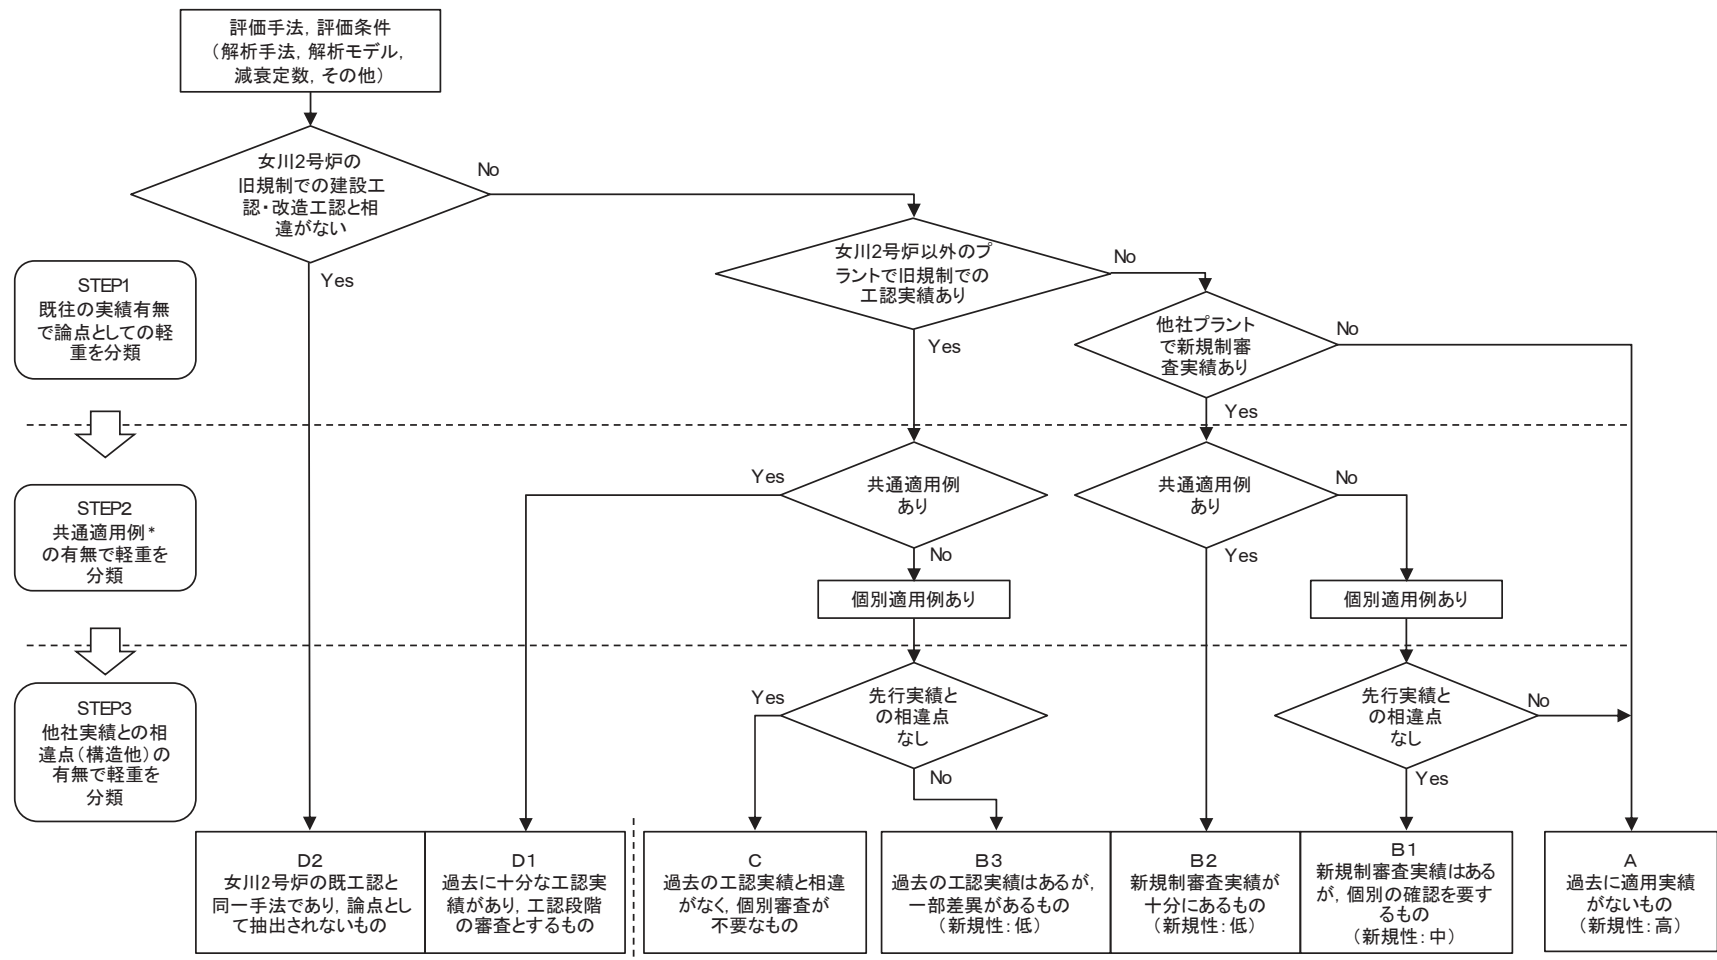 評価手法, 評価条件
（解析手法, 解析モデル,
減衰定数, その他）
女川2号炉の
旧規制での建設工
認・改造工認と相
違がない
No
Yes
女川2号炉以外のプ
ラントで旧規制での
工認実績あり
No
Yes
他社プラント
で新規制審
査実績あり
No
Yes
STEP1
既往の実績有無
で論点としての軽
重を分類
STEP2
共通適用例*
の有無で軽重を
分類
共通適用例
あり
Yes
No
共通適用例
あり
No
Yes
個別適用例あり
個別適用例あり
STEP3
他社実績との相
違点（構造他）の
有無で軽重を
分類
先行実績と
の相違点
なし
Yes
No
先行実績と
の相違点
なし
No
Yes
D2
女川2号炉の既工認と
同一手法であり, 論点とし
て抽出されないもの
D1
過去に十分な工認実
績があり, 工認段階
の審査とするもの
C
過去の工認実績と相違
がなく, 個別審査が
不要なもの
B3
過去の工認実績はあるが,
一部差異があるもの
（新規性：低）
B2
新規制審査実績が
十分にあるもの
（新規性：低）
B1
新規制審査実績はある
が, 個別の確認を要す
るもの
（新規性：中）
A
過去に適用実績
がないもの
（新規性：高）